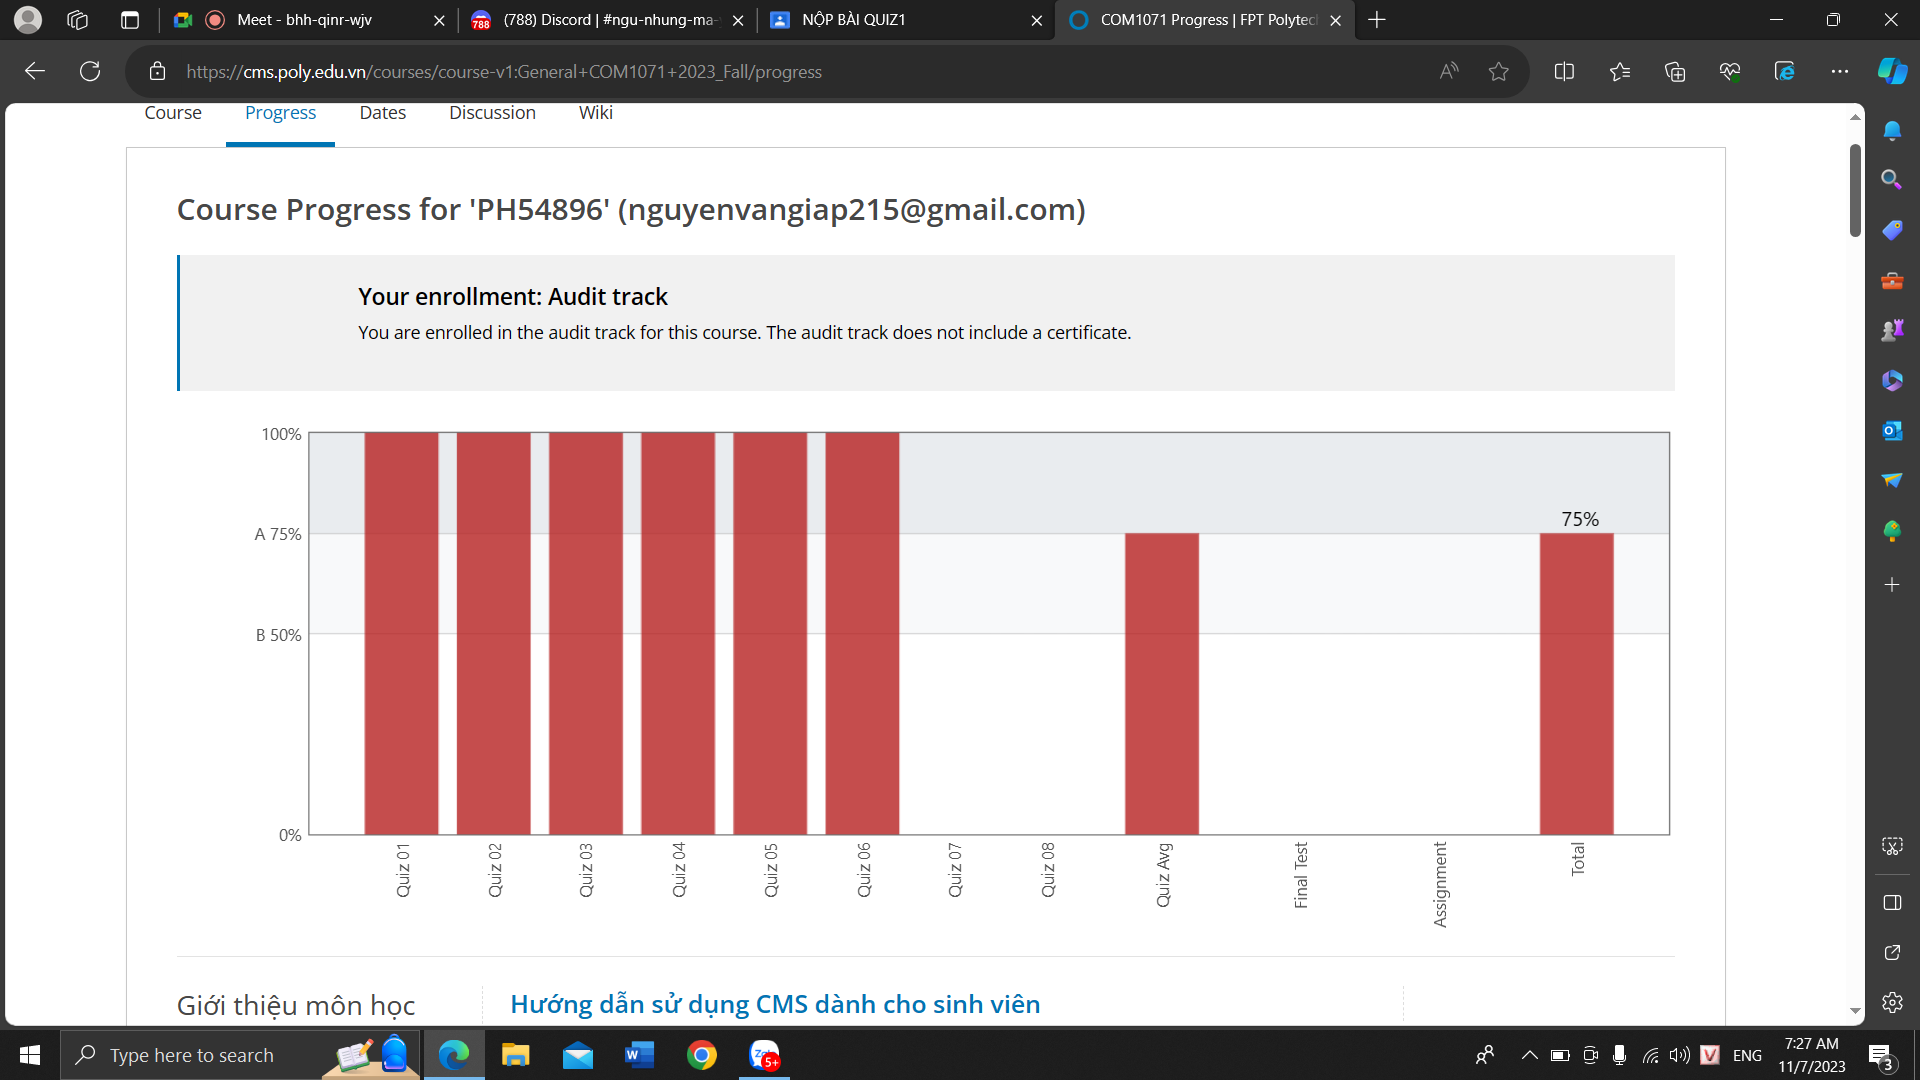 Meet - bhh-qinr-wjv
(788) Discord | #ngu-nhung-ma-
NỘP BÀI QUIZ1
COM1071 Progress | FPT Polytec
https://cms.poly.edu.vn/courses/course-v1:General+COM1071+2023_Fall/progress
Course
Progress
Dates
Discussion
Wiki
Course Progress for 'PH54896' (nguyenvangiap215@gmail.com)
Your enrollment: Audit track
You are enrolled in the audit track for this course. The audit track does not include a certificate.
100%
A 75%
B 50%
0%
75%
Quiz 01
Quiz 02
Quiz 03
Quiz 04
Quiz 05
Quiz 06
Quiz 07
Quiz 08
Quiz Avg
Final Test
Assignment
Total
Giới thiệu môn học
Hướng dẫn sử dụng CMS dành cho sinh viên
Type here to search
5+
ENG
7:27 AM
11/7/2023
3